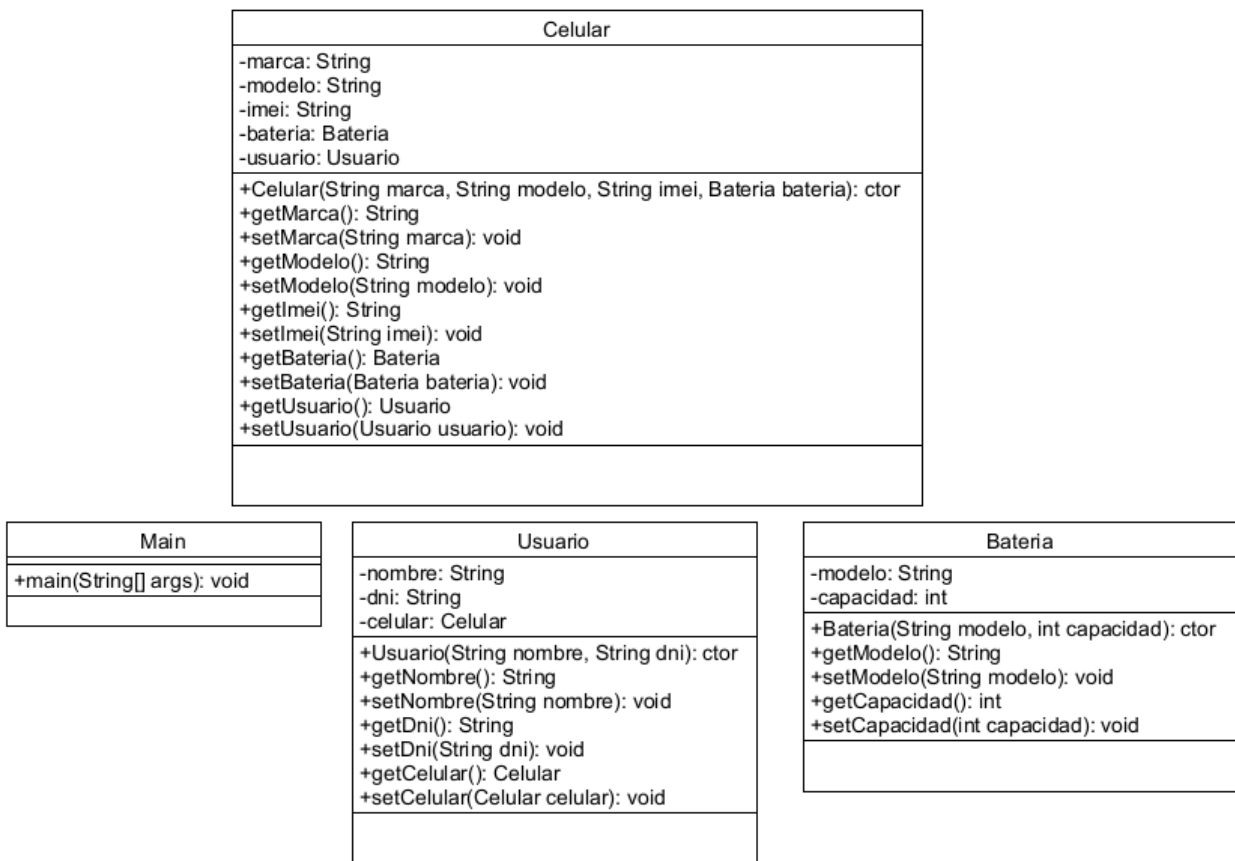 Celular
-marca: String
-modelo: String
-imei: String
-bateria: Bateria
-usuario: Usuario
+Celular(String marca, String modelo, String imei, Bateria bateria): ctor
+getMarca(): String
+setMarca(String marca): void
+getModelo(): String
+setModelo(String modelo): void
+getImei(): String
+setImei(String imei): void
+getBateria(): Bateria
+setBateria(Bateria bateria): void
+getUsuario(): Usuario
+setUsuario(Usuario usuario): void
Main
+main(String[] args): void
Usuario
-nombre: String
-dni: String
-celular: Celular
+Usuario(String nombre, String dni): ctor
+getNombre(): String
+setNombre(String nombre): void
+getDni(): String
+setDni(String dni): void
+getCelular(): Celular
+setCelular(Celular celular): void
Bateria
-modelo: String
-capacidad: int
+Bateria(String modelo, int capacidad): ctor
+getModelo(): String
+setModelo(String modelo): void
+getCapacidad(): int
+setCapacidad(int capacidad): void